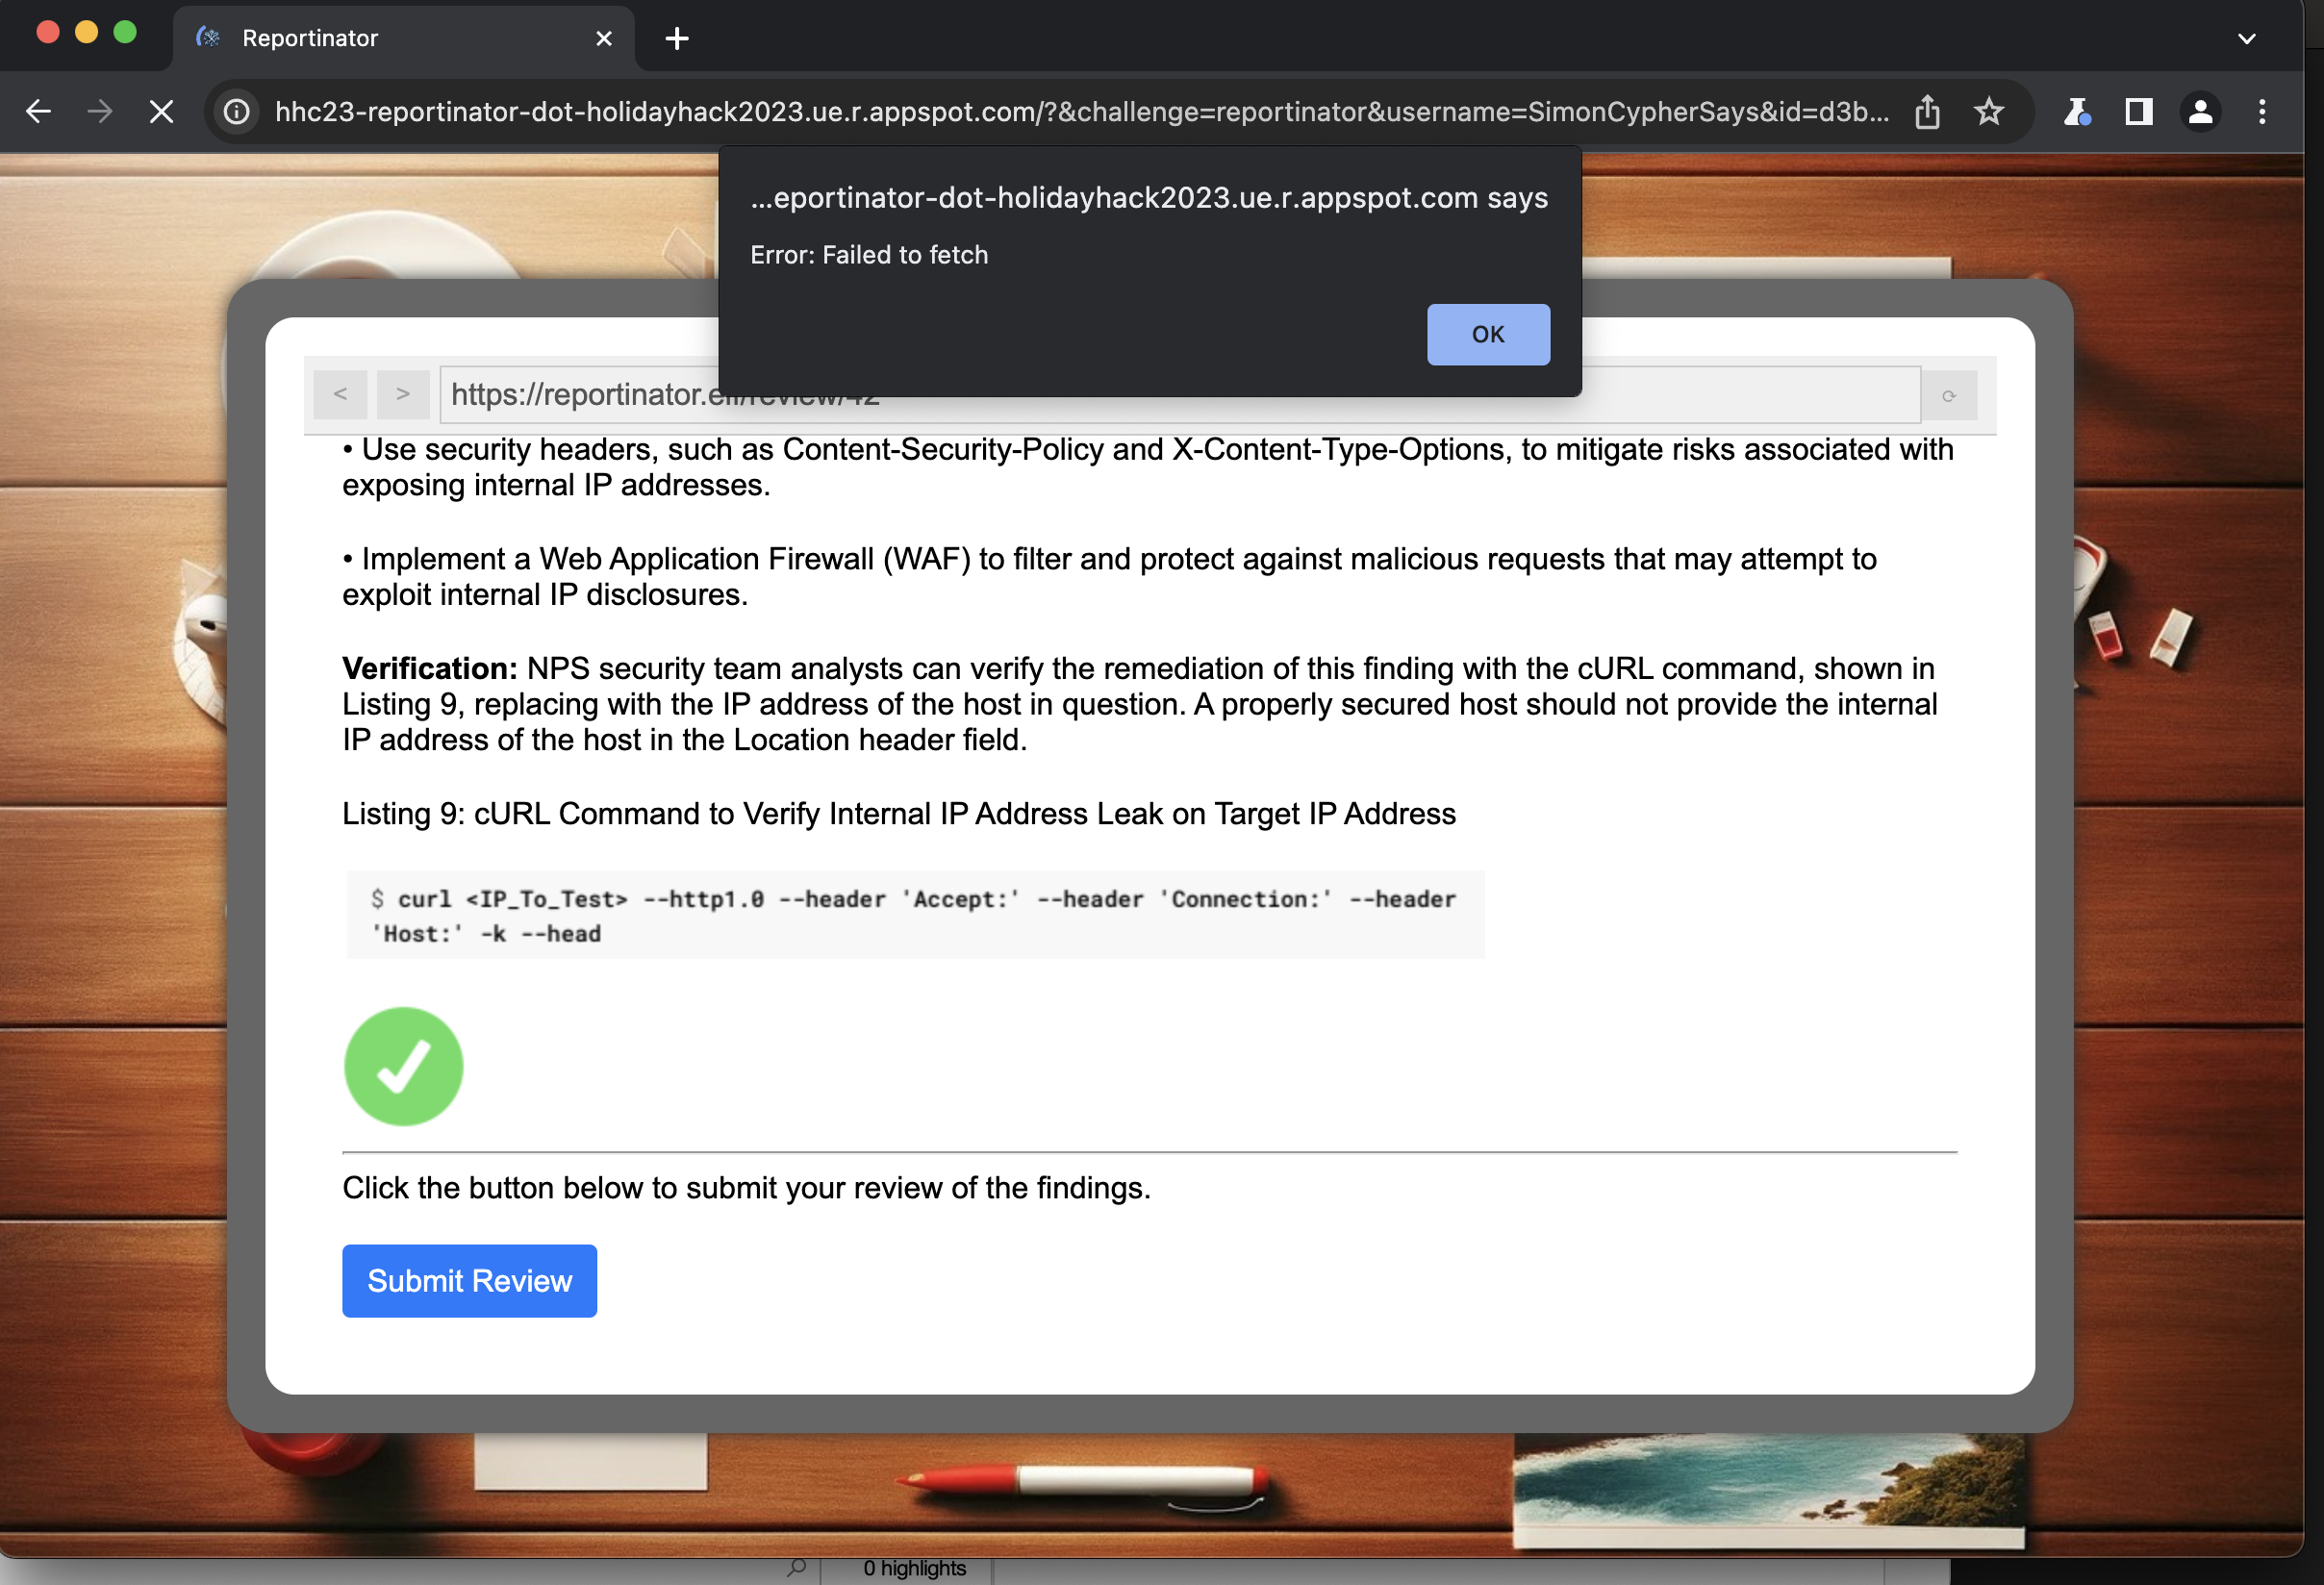 Reportinator
hhc23-reportinator-dot-holidayhack2023.ue.r.appspot.com/?&challenge=reportinator&username=SimonCypherSays&id=d3b...
...eportinator-dot-holidayhack2023.ue.r.appspot.com says
Error: Failed to fetch
OK
< > https://reportinator.elf/review/42
• Use security headers, such as Content-Security-Policy and X-Content-Type-Options, to mitigate risks associated with
exposing internal IP addresses.
• Implement a Web Application Firewall (WAF) to filter and protect against malicious requests that may attempt to
exploit internal IP disclosures.
Verification: NPS security team analysts can verify the remediation of this finding with the cURL command, shown in
Listing 9, replacing with the IP address of the host in question. A properly secured host should not provide the internal
IP address of the host in the Location header field.
Listing 9: cURL Command to Verify Internal IP Address Leak on Target IP Address
$ curl <IP_To_Test> --http1.0 --header 'Accept:' --header 'Connection:' --header
'Host:' -k --head
Click the button below to submit your review of the findings.
Submit Review
0 highlights